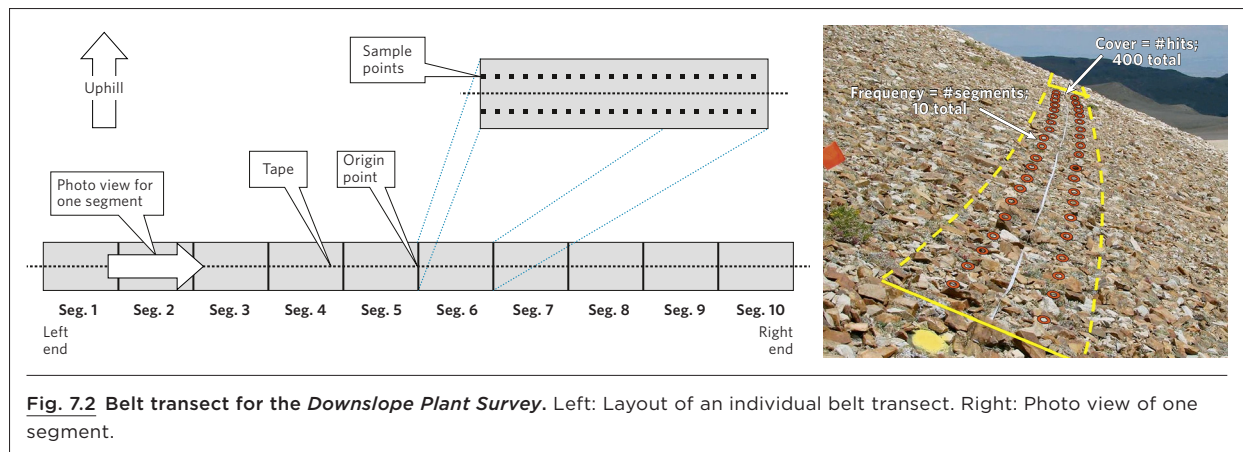 Uphill
Sample
points
Photo view for
one segment
Tape
Origin
point
Seg. 1 Seg. 2 Seg. 3 Seg. 4 Seg. 5 Seg. 6 Seg. 7 Seg. 8 Seg. 9 Seg. 10
Left
end
Right
end
Cover = #hits;
400 total
Frequency = #segments;
10 total
Fig. 7.2 Belt transect for the Downslope Plant Survey. Left: Layout of an individual belt transect. Right: Photo view of one
segment.